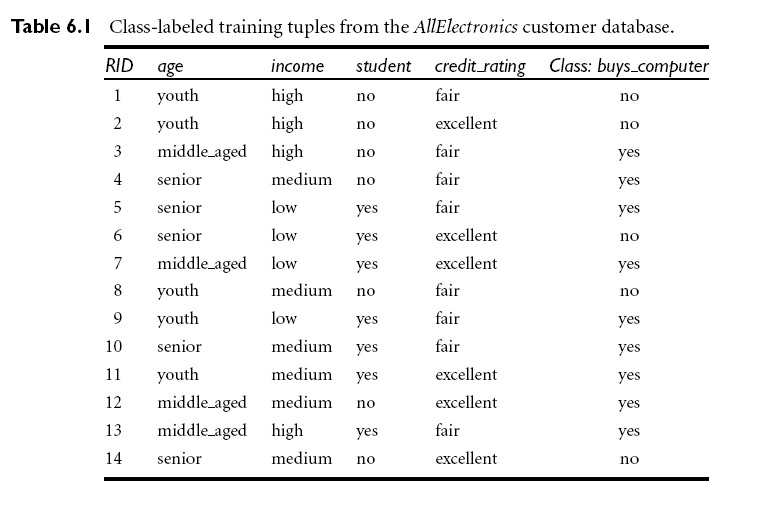 Table 6.1 Class-labeled training tuples from the AllElectronics customer database.
RID age income student credit_rating Class: buys_computer
1 youth high no fair no
2 youth high no excellent no
3 middle_aged high no fair yes
4 senior medium no fair yes
5 senior low yes fair yes
6 senior low yes excellent no
7 middle_aged low yes excellent yes
8 youth medium no fair no
9 youth low yes fair yes
10 senior medium yes fair yes
11 youth medium yes excellent yes
12 middle_aged medium no excellent yes
13 middle_aged high yes fair yes
14 senior medium no excellent no